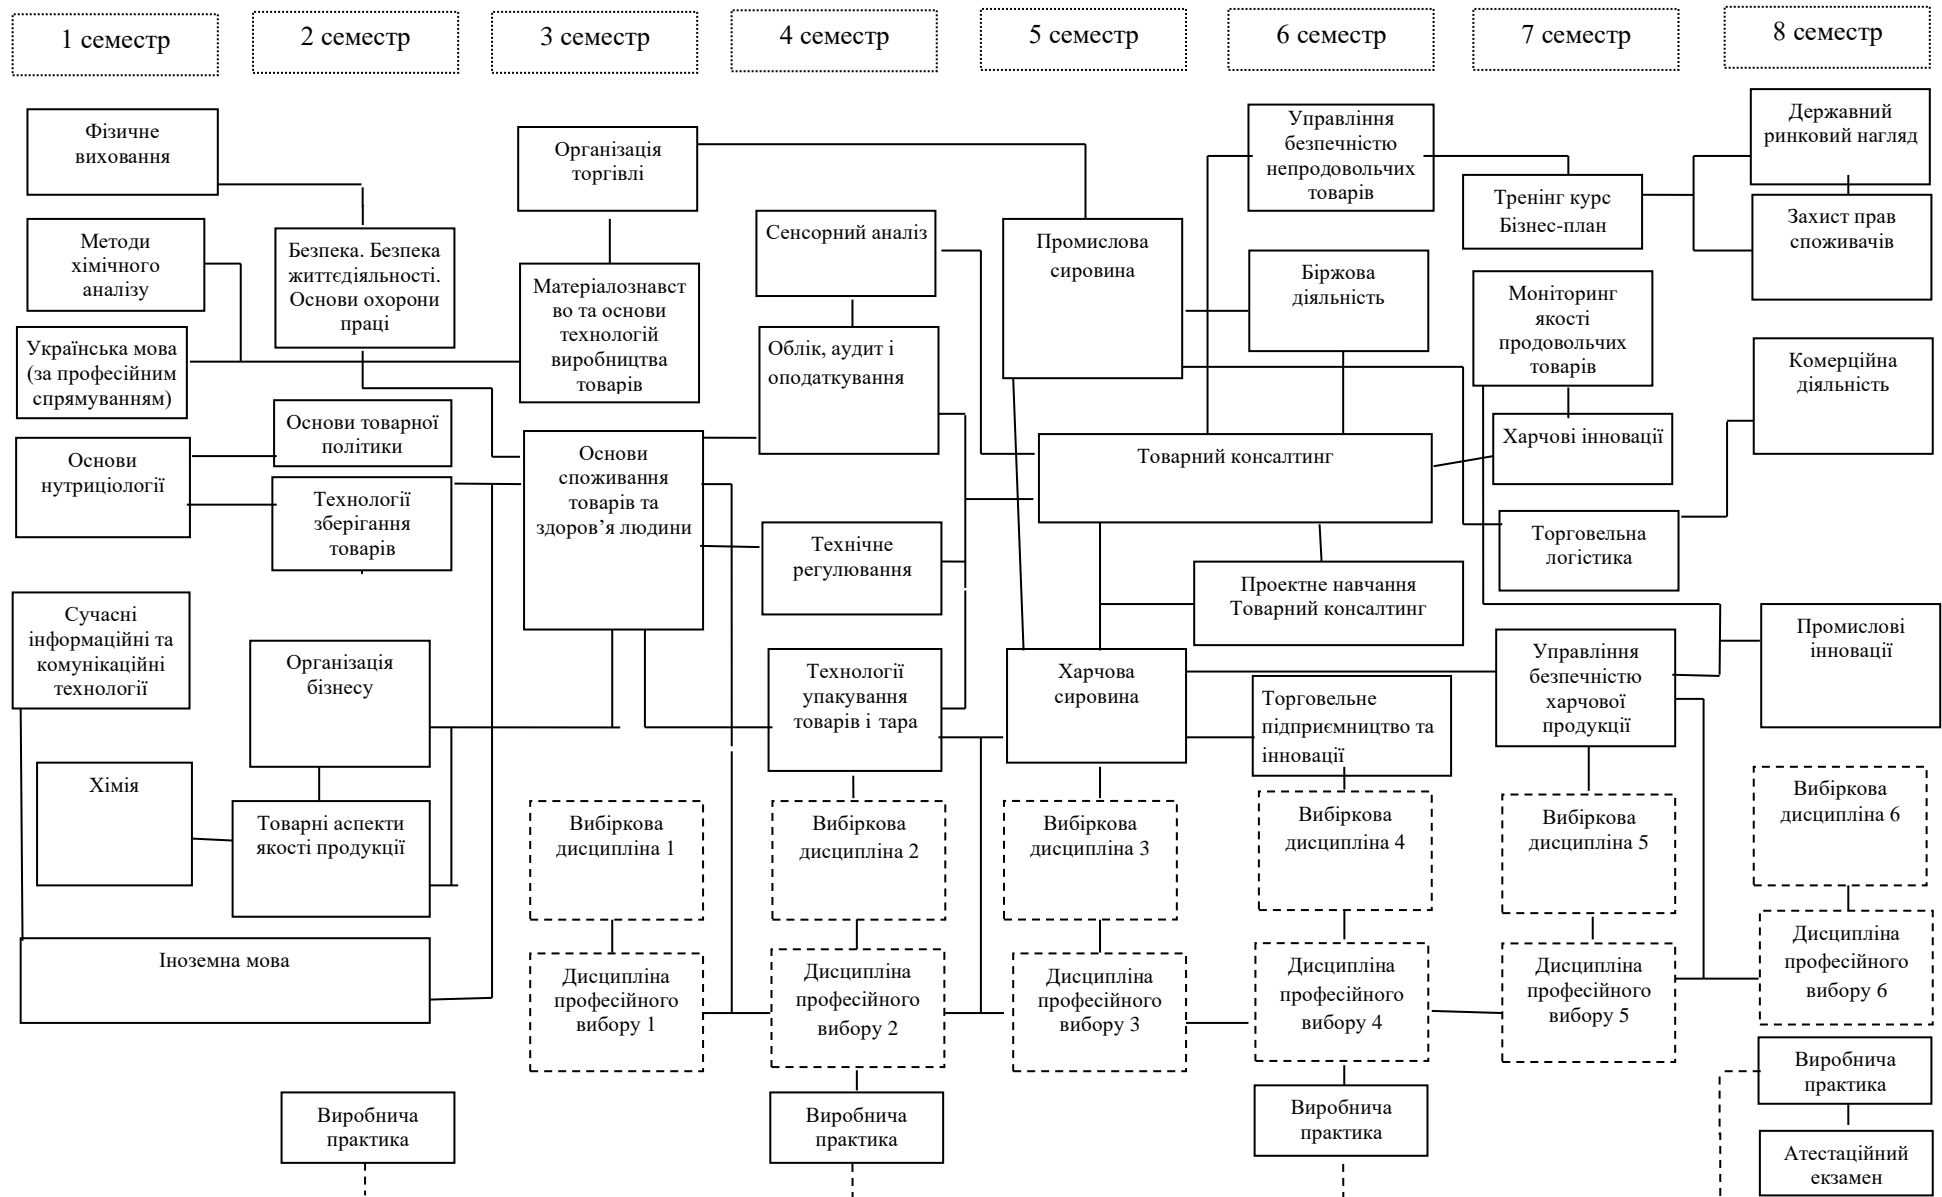 1 семестр
2 семестр
3 семестр
4 семестр
5 семестр
6 семестр
7 семестр
8 семестр
Фізичне
виховання
Методи
хімічного
аналізу
Українська мова
(за професійним
спрямуванням)
Основи
нутриціології
Сучасні
інформаційні та
комунікаційні
технології
Хімія
Іноземна мова
Безпека. Безпека
життєдіяльності.
Основи охорони
праці
Основи товарної
політики
Технології
зберігання
товарів
Організація
бізнесу
Товарні аспекти
якості продукції
Виробнича
практика
Організація
торгівлі
Матеріалознавст
во та основи
технологій
виробництва
товарів
Основи
споживання
товарів та
здоров’я людини
Вибіркова
дисципліна 1
Дисципліна
професійного
вибору 1
Сенсорний аналіз
Облік, аудит і
оподаткування
Технічне
регулювання
Технології
упакування
товарів і тара
Вибіркова
дисципліна 2
Дисципліна
професійного
вибору 2
Виробнича
практика
Промислова
сировина
Товарний консалтинг
Харчова
сировина
Вибіркова
дисципліна 3
Дисципліна
професійного
вибору 3
Управління
безпечністю
непродовольчих
товарів
Біржова
діяльність
Проектне навчання
Товарний консалтинг
Торговельне
підприємництво та
інновації
Вибіркова
дисципліна 4
Дисципліна
професійного
вибору 4
Виробнича
практика
Тренінг курс
Бізнес-план
Моніторинг
якості
продовольчих
товарів
Харчові інновації
Торговельна
логістика
Управління
безпечністю
харчової
продукції
Вибіркова
дисципліна 5
Дисципліна
професійного
вибору 5
Державний
ринковий нагляд
Захист прав
споживачів
Комерційна
діяльність
Промислові
інновації
Вибіркова
дисципліна 6
Дисципліна
професійного
вибору 6
Виробнича
практика
Атестаційний
екзамен